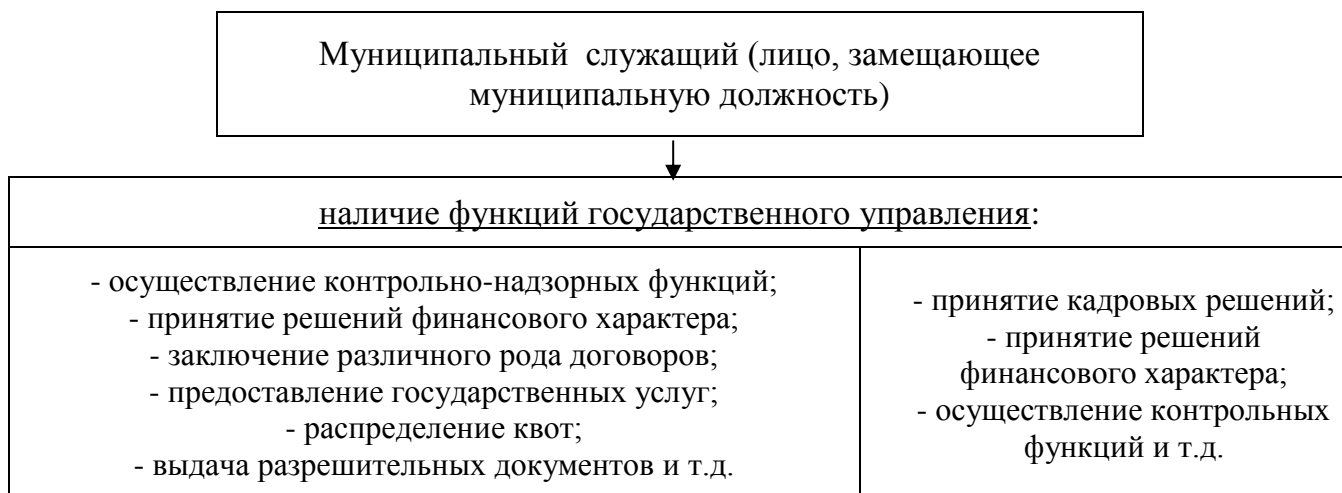 Муниципальный служащий (лицо, замещающее
муниципальную должность)
наличие функций государственного управления:
- осуществление контрольно-надзорных функций;
- принятие решений финансового характера;
- заключение различного рода договоров;
- предоставление государственных услуг;
- распределение квот;
- выдача разрешительных документов и т.д.
- принятие кадровых решений;
- принятие решений
финансового характера;
- осуществление контрольных
функций и т.д.